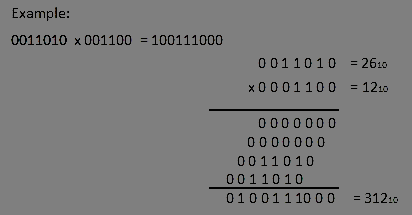 Example:
0011010 x 001100 = 100111000
0 0 1 1 0 1 0 = 26₁₀
x 0 0 0 1 1 0 0 = 12₁₀
0 0 0 0 0 0 0
0 0 0 0 0 0 0
0 0 1 1 0 1 0
0 0 1 1 0 1 0
0 1 0 0 1 1 1 0 0 0 = 312₁₀